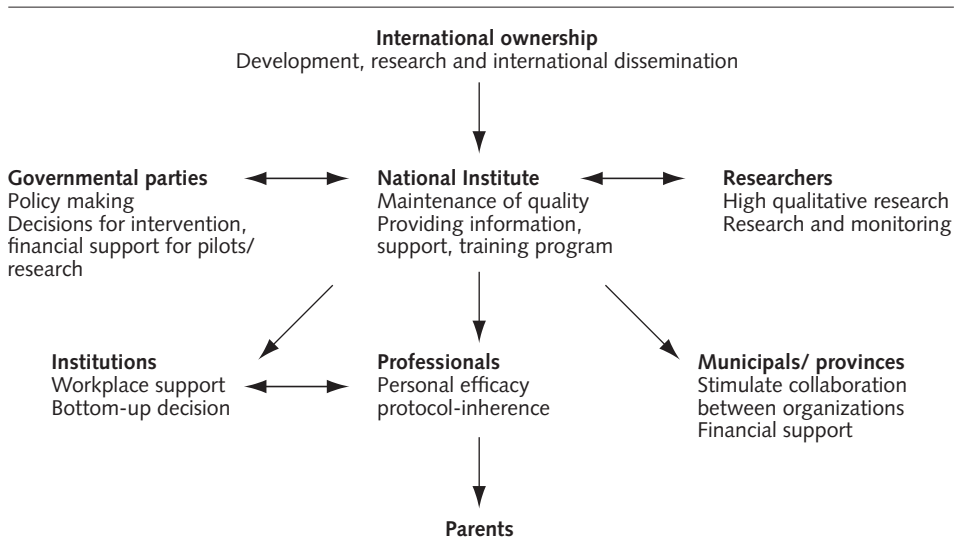 International ownership
Development, research and international dissemination
Governmental parties
Policy making
Decisions for intervention,
financial support for pilots/
research
National Institute
Maintenance of quality
Providing information,
support, training program
Researchers
High qualitative research
Research and monitoring
Institutions
Workplace support
Bottom-up decision
Professionals
Personal efficacy
protocol-inherence
Municipals/ provinces
Stimulate collaboration
between organizations
Financial support
Parents